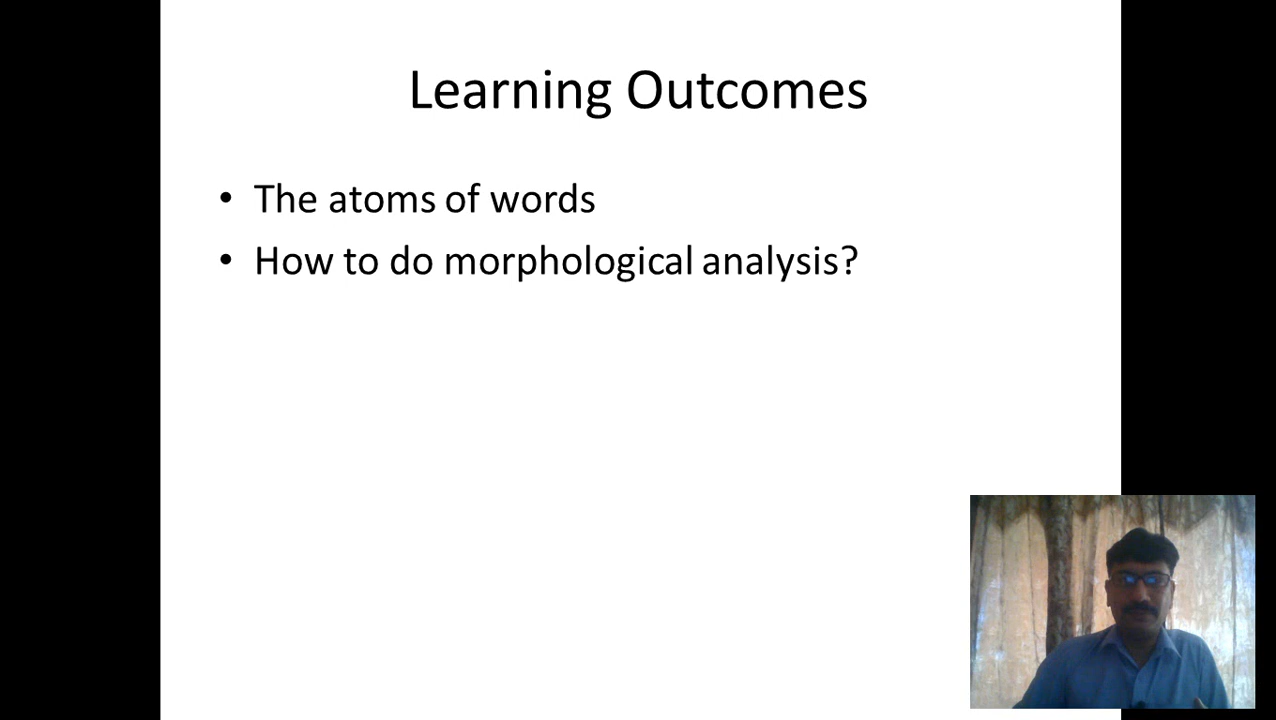 Learning Outcomes
• The atoms of words
• How to do morphological analysis?